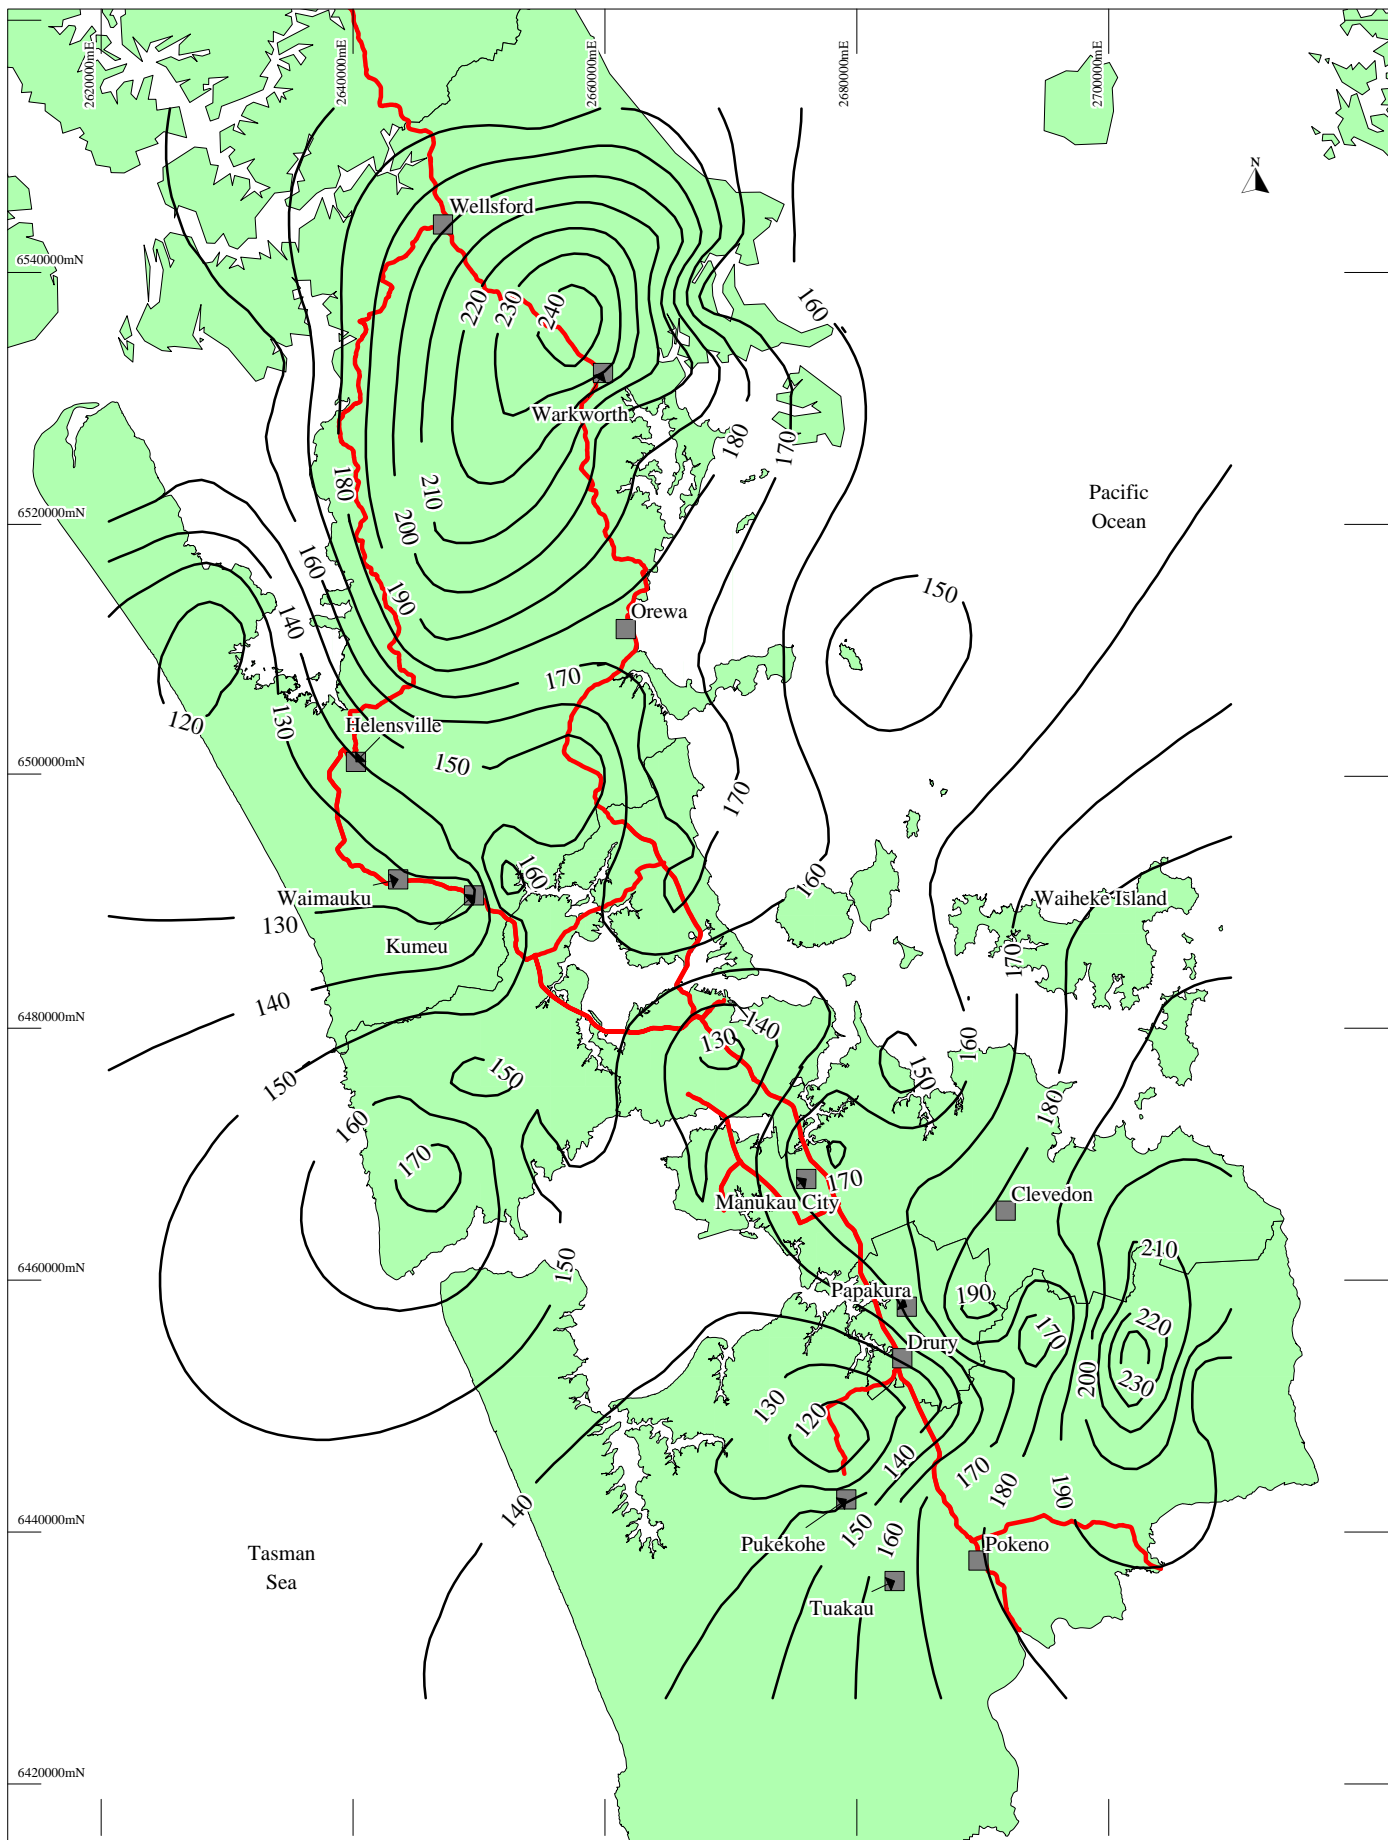 2620000mE
2640000mE
2660000mE
2680000mE
2700000mE
N
Wellsford
6540000mN
220
230
240
160
Warkworth
180
170
180
210
Pacific
Ocean
200
6520000mN
160
190
150
140
Orewa
170
120
130
Helensville
150
6500000mN
170
160
160
Waimauku
130
Waiheke Island
Kumeu
170
140
6480000mN
140
130
160
150
150
150
180
160
170
170
Clevedon
Manukau City
210
150
6460000mN
Papakura
190
220
170
Drury
200
230
130
120
140
170
180
190
140
150
160
6440000mN
Pukekohe
Pokeno
Tasman
Sea
Tuakau
6420000mN